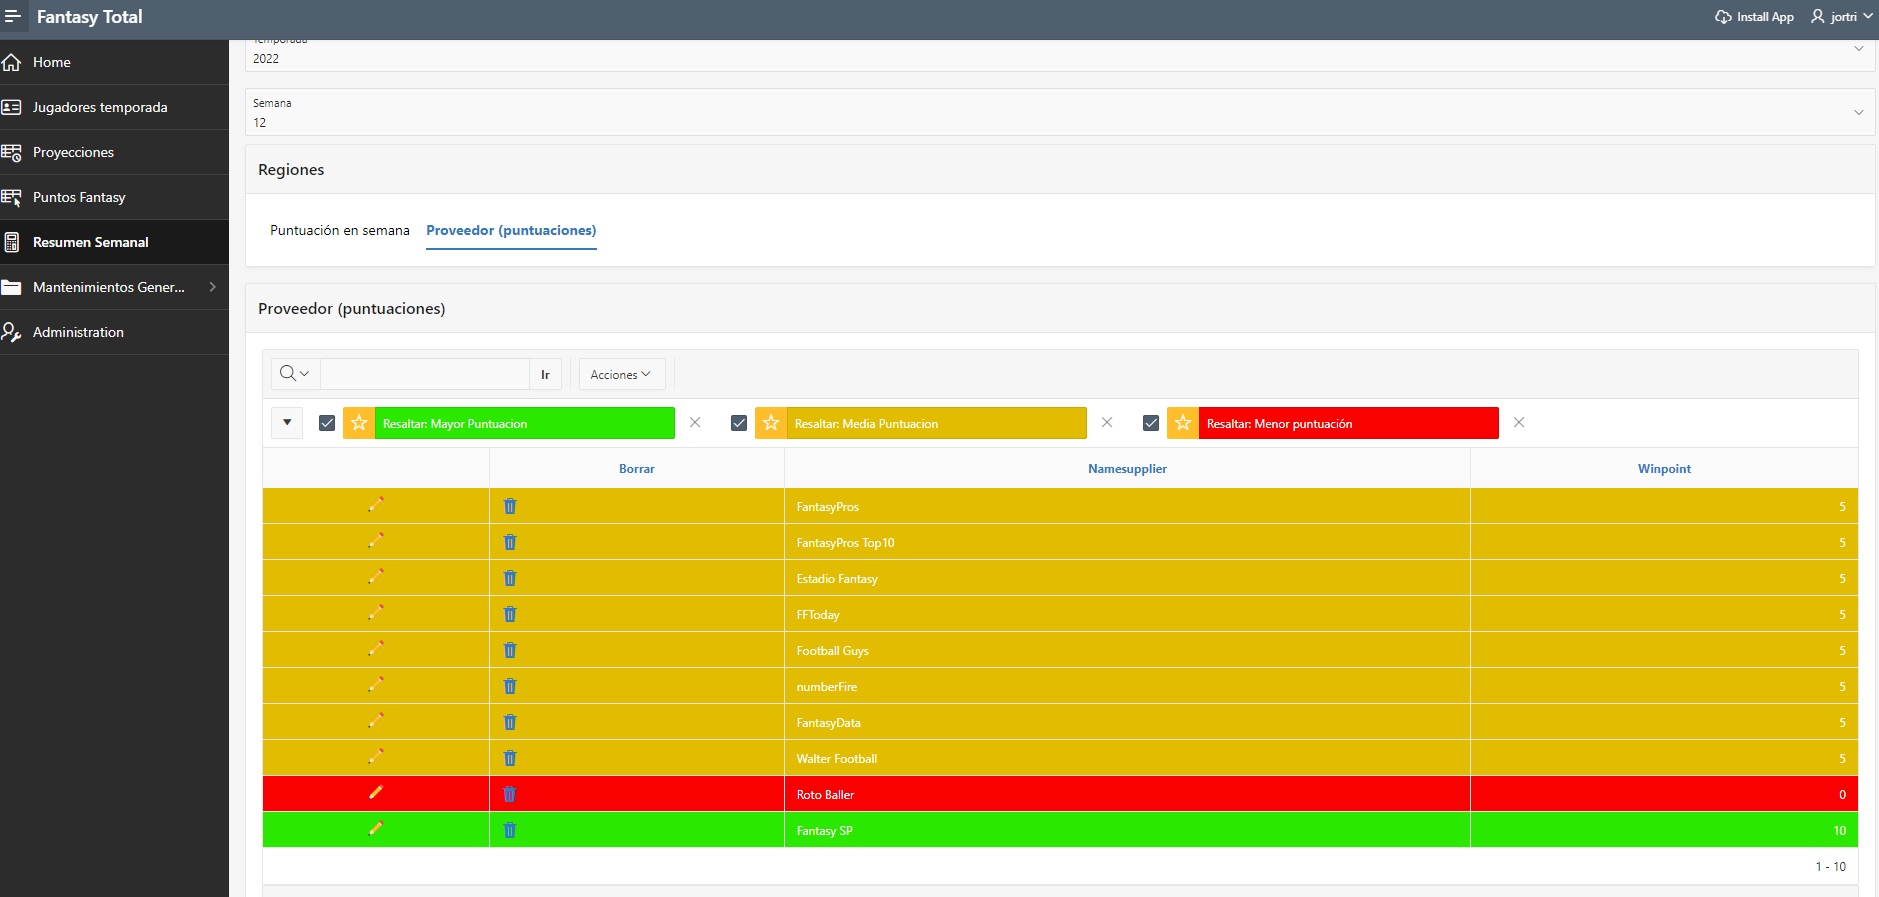 Fantasy Total
Install App
jortri
Home
Jugadores temporada
Proyecciones
Puntos Fantasy
Resumen Semanal
Mantenimientos Gener...
Administration
Temporada
2022
Semana
12
Regiones
Puntuación en semana
Proveedor (puntuaciones)
Proveedor (puntuaciones)
Ir
Acciones
Resaltar: Mayor Puntuacion
Resaltar: Media Puntuacion
Resaltar: Menor puntuación
Borrar Namesupplier Winpoint
FantasyPros 5
FantasyPros Top10 5
Estadio Fantasy 5
FFToday 5
Football Guys 5
numberFire 5
FantasyData 5
Walter Football 5
Roto Baller 0
Fantasy SP 10
1 - 10